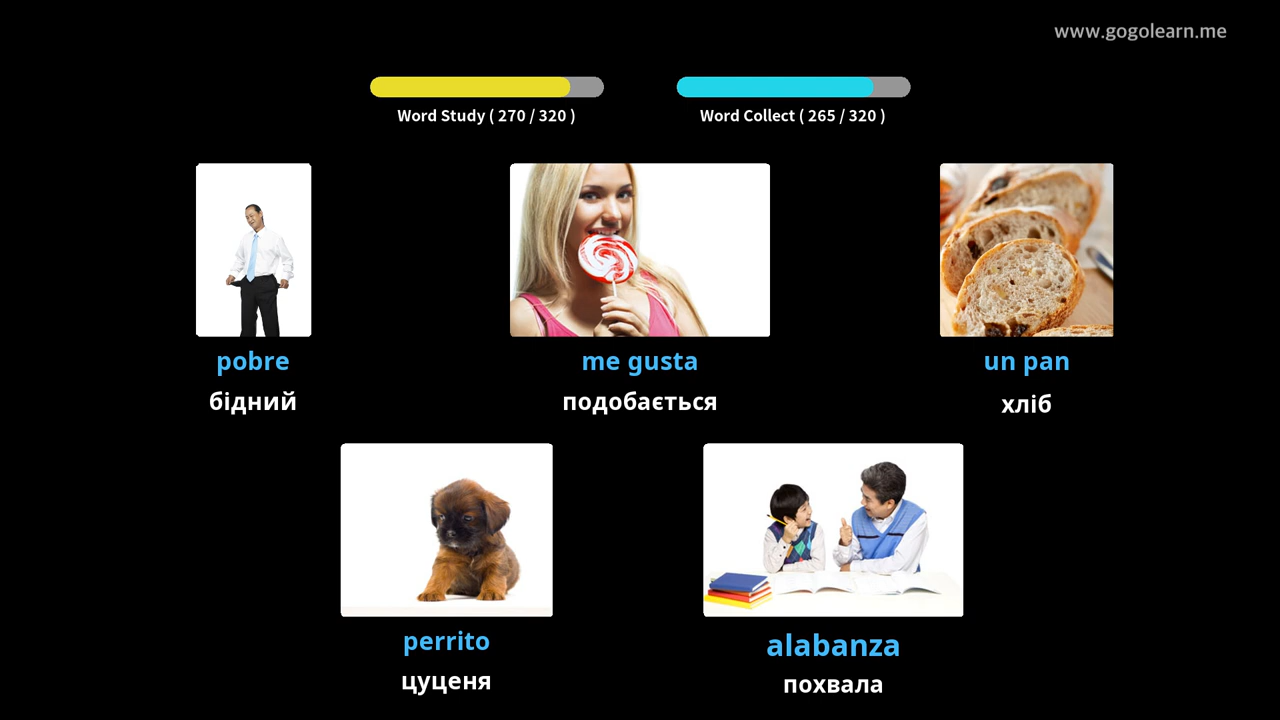 www.gogolearn.me
Word Study ( 270 / 320 )
Word Collect ( 265 / 320 )
pobre
бідний
me gusta
подобається
un pan
хліб
perrito
цуценя
alabanza
похвала